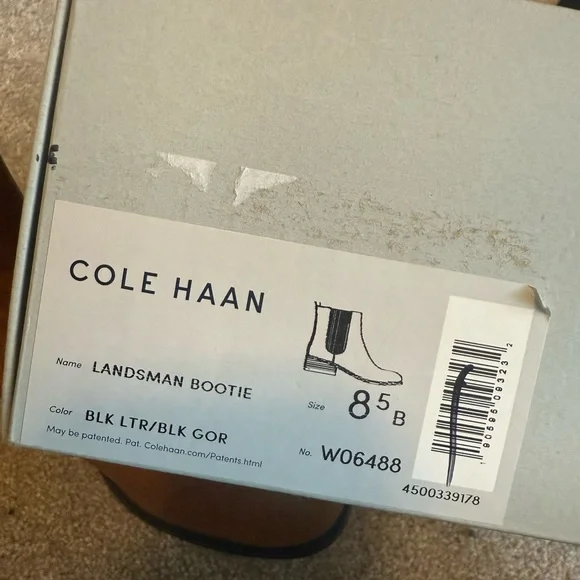 COLE HAAN
Name LANDSMAN BOOTIE
Size 8 5 B
Color BLK LTR/BLK GOR
No. W06488
May be patented. Pat. Colehaan.com/Patents.html
4500339178